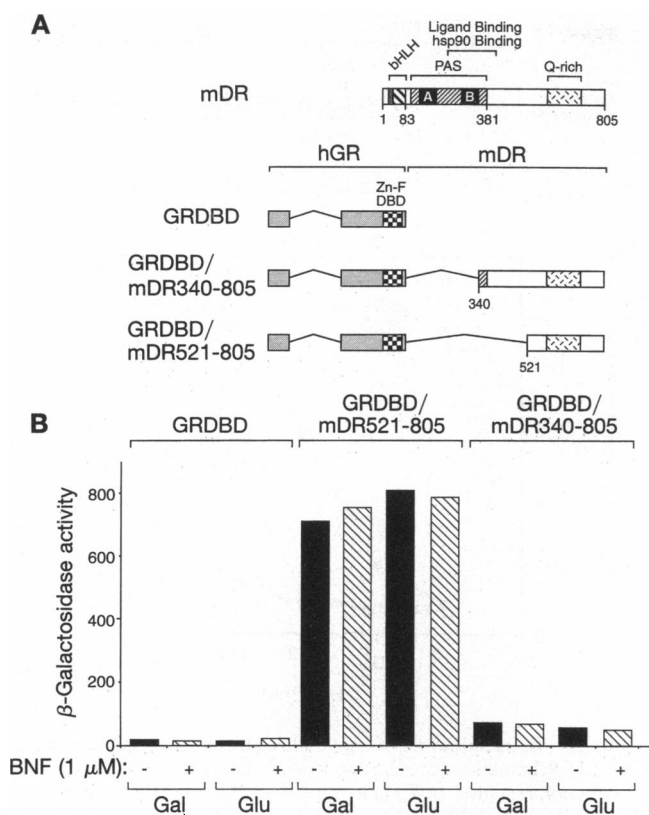 A
Ligand Binding
hsp90 Binding
bHLH
PAS
Q-rich
mDR
A
B
1
83
381
805
hGR
mDR
Zn-F
DBD
GRDBD
GRDBD/
mDR340-805
340
GRDBD/
mDR521-805
521
B
GRDBD
GRDBD/
mDR521-805
GRDBD/
mDR340-805
β-Galactosidase activity
800
600
400
200
0
BNF (1 μM): - + - + - + - + - + - +
Gal Glu Gal Glu Gal Glu